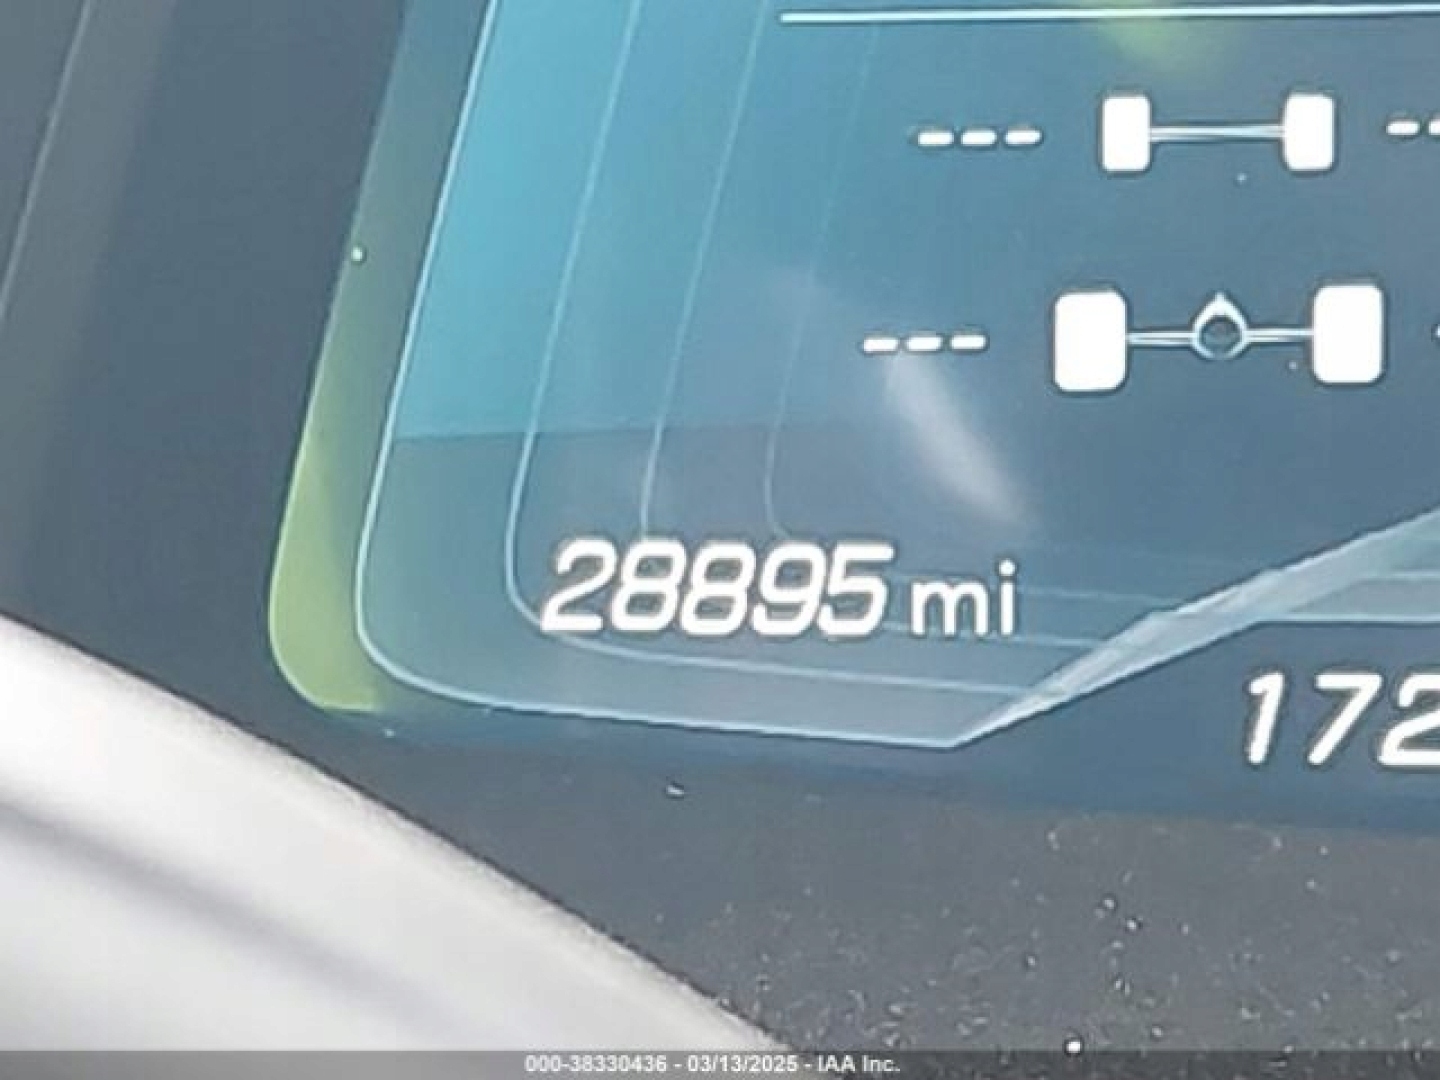 --- --
---
28895 mi
172
000-38330436 - 03/13/2025 - IAA Inc.